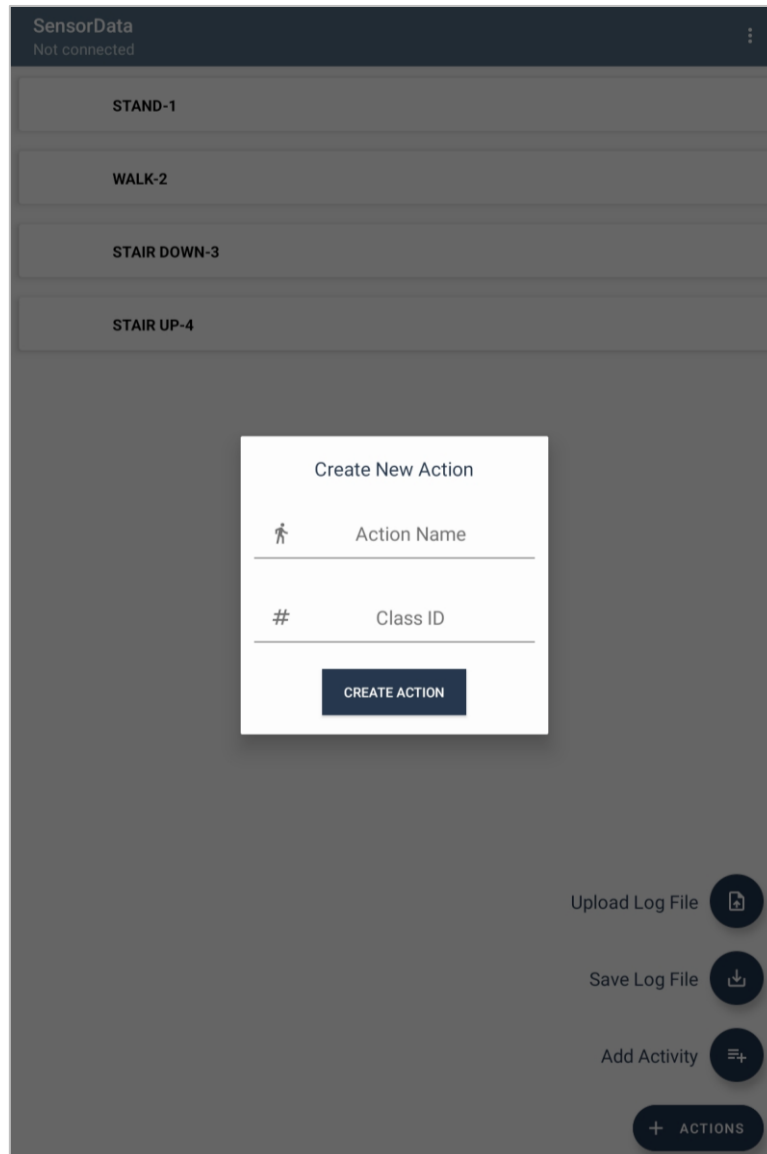 SensorData
Not connected
STAND-1
WALK-2
STAIR DOWN-3
STAIR UP-4
Create New Action
Action Name
# Class ID
CREATE ACTION
Upload Log File
Save Log File
Add Activity
+ ACTIONS